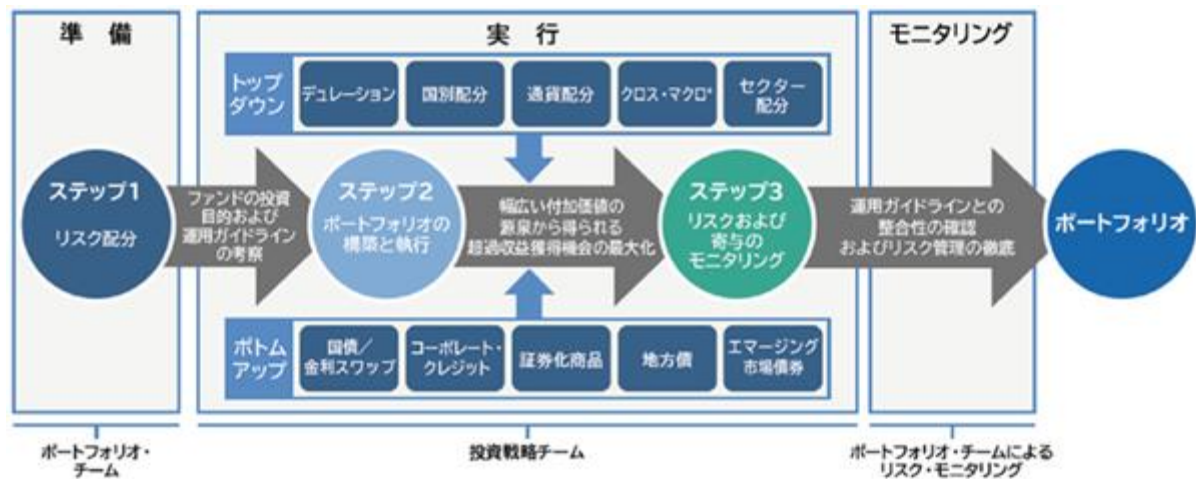 準 備
実 行
モニタリング
トップ
ダウン
デュレーション
国別配分
通貨配分
クロス・マクロ*
セクター
配分
ステップ1
リスク配分
ファンドの投資
目的および
運用ガイドライン
の考察
ステップ2
ポートフォリオの
構築と執行
幅広い付加価値の
源泉から得られる
超過収益獲得機会の最大化
ステップ3
リスクおよび
寄与の
モニタリング
運用ガイドラインとの
整合性の確認
およびリスク管理の徹底
ポートフォリオ
ボトム
アップ
国債／
金利スワップ
コーポレート・
クレジット
証券化商品
地方債
エマージング
市場債券
ポートフォリオ・
チーム
投資戦略チーム
ポートフォリオ・チームによる
リスク・モニタリング